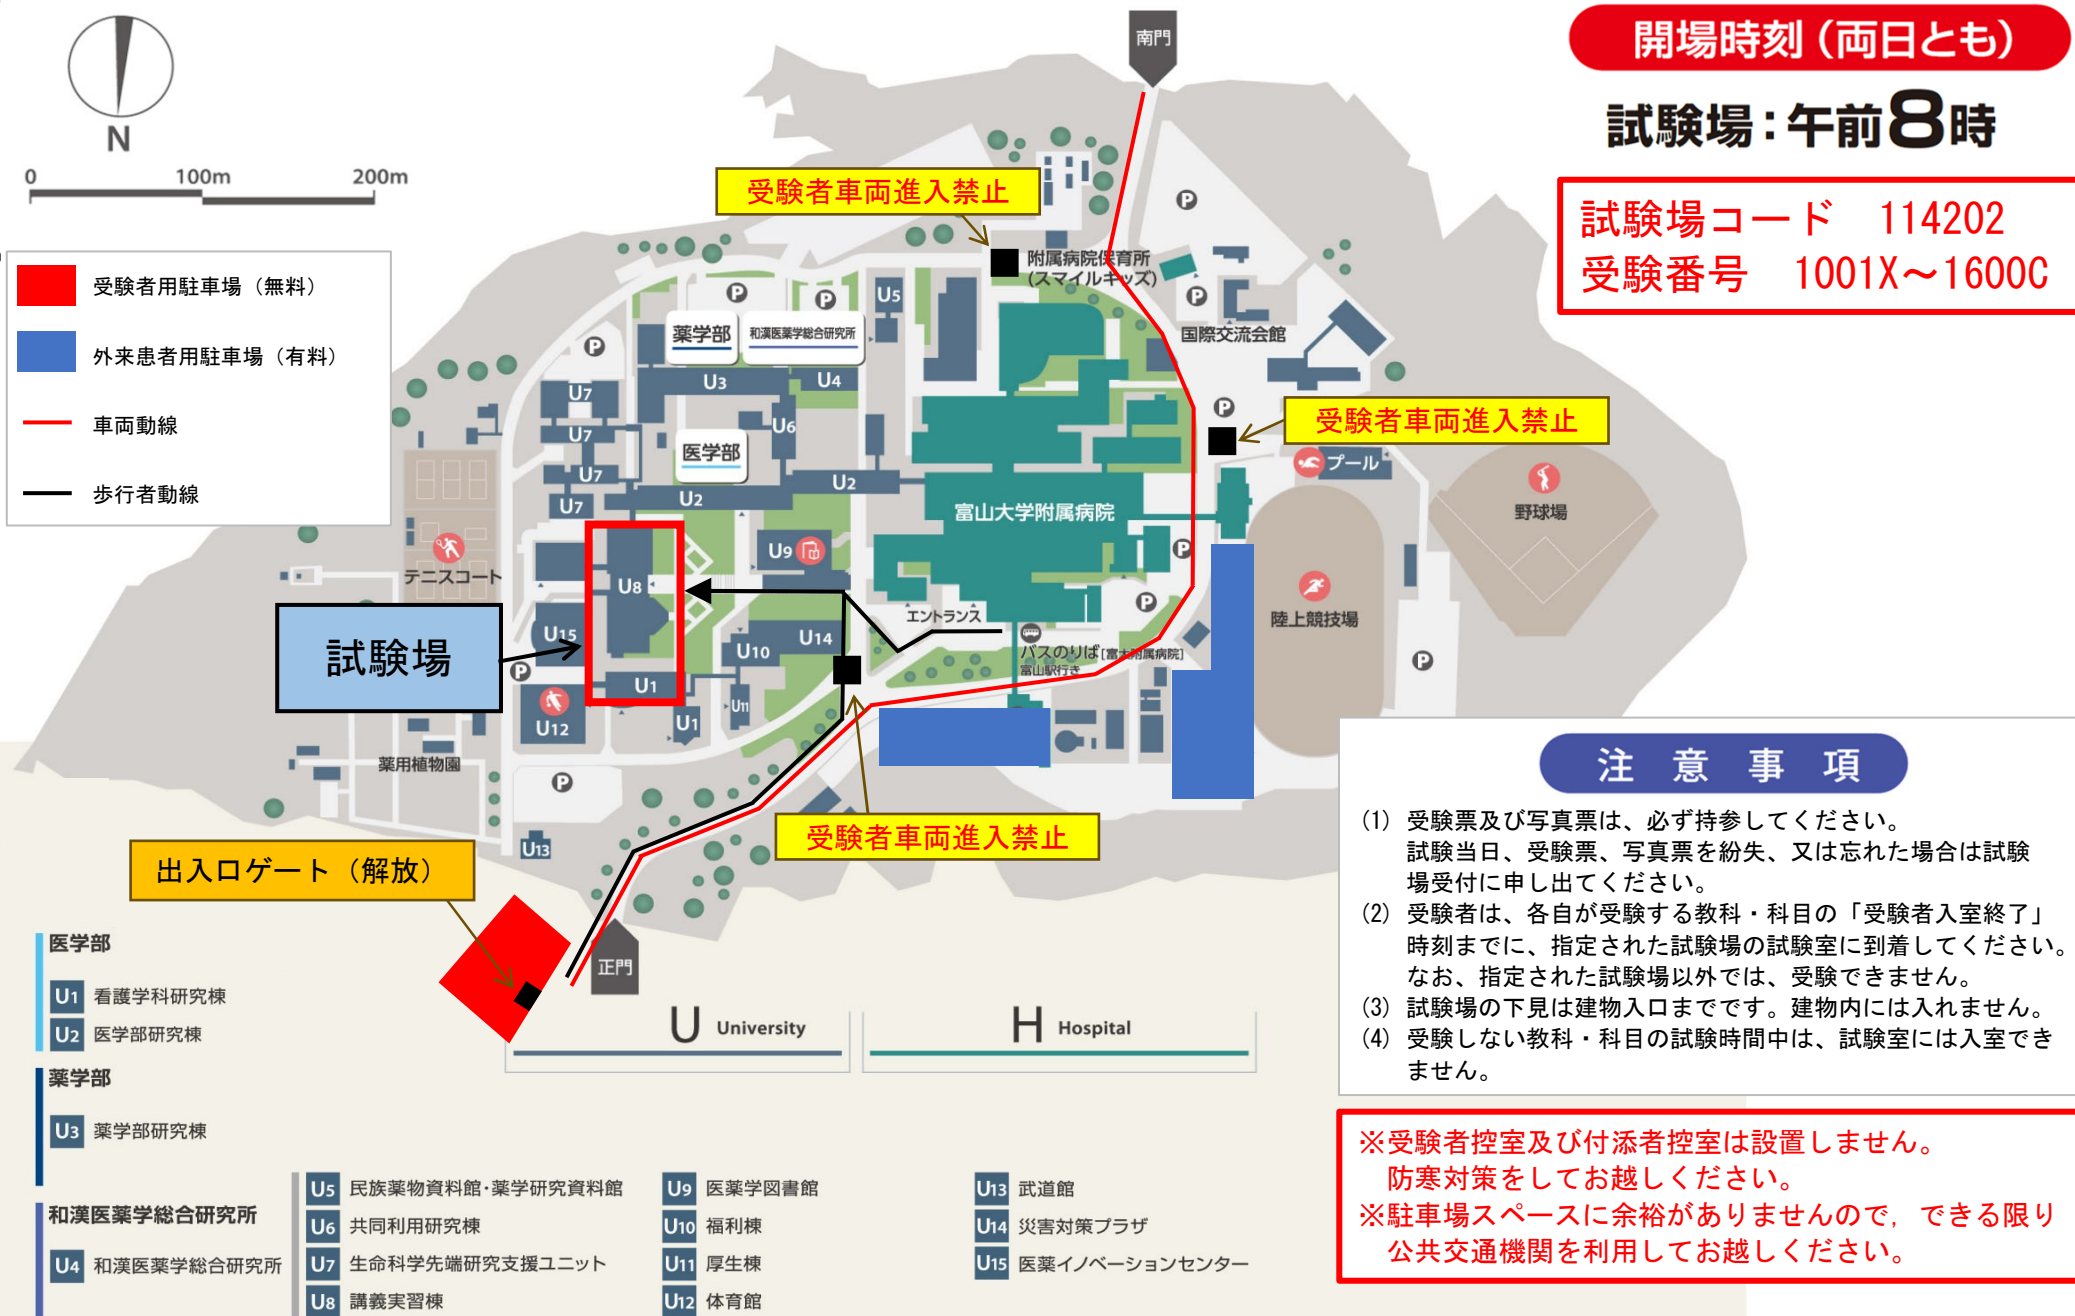 開場時刻（両日とも）
試験場：午前8時
試験場コード　114202
受験番号　1001X～1600C
N
0 100m 200m
受験者用駐車場（無料）
外来患者用駐車場（有料）
車両動線
歩行者動線
南門
受験者車両進入禁止
附属病院保育所
(スマイルキッズ)
P
P
国際交流会館
P
P
P
U5
薬学部
和漢医薬学総合研究所
P
U3
U4
U7
U6
U7
医学部
U7
U2
U2
U7
P
受験者車両進入禁止
プール
野球場
富山大学附属病院
P
陸上競技場
P
テニスコート
U8
U9
試験場
U15
U14
U10
エントランス
P
バスのりば[富大附属病院]
富山駅行き
P
U1
U11
U1
U12
薬用植物園
P
U13
受験者車両進入禁止
出入口ゲート（解放）
正門
U University
H Hospital
注意事項
(1) 受験票及び写真票は、必ず持参してください。
試験当日、受験票、写真票を紛失、又は忘れた場合は試験
場受付に申し出てください。
(2) 受験者は、各自が受験する教科・科目の「受験者入室終了」
時刻までに、指定された試験場の試験室に到着してください。
なお、指定された試験場以外では、受験できません。
(3) 試験場の下見は建物入口までです。建物内には入れません。
(4) 受験しない教科・科目の試験時間中は、試験室には入室でき
ません。
※受験者控室及び付添者控室は設置しません。
防寒対策をしてお越しください。
※駐車場スペースに余裕がありませんので，できる限り
公共交通機関を利用してお越しください。
医学部
U1 看護学科研究棟
U2 医学部研究棟
薬学部
U3 薬学部研究棟
和漢医薬学総合研究所
U4 和漢医薬学総合研究所
U5 民族薬物資料館・薬学研究資料館
U6 共同利用研究棟
U7 生命科学先端研究支援ユニット
U8 講義実習棟
U9 医薬学図書館
U10 福利棟
U11 厚生棟
U12 体育館
U13 武道館
U14 災害対策プラザ
U15 医薬イノベーションセンター